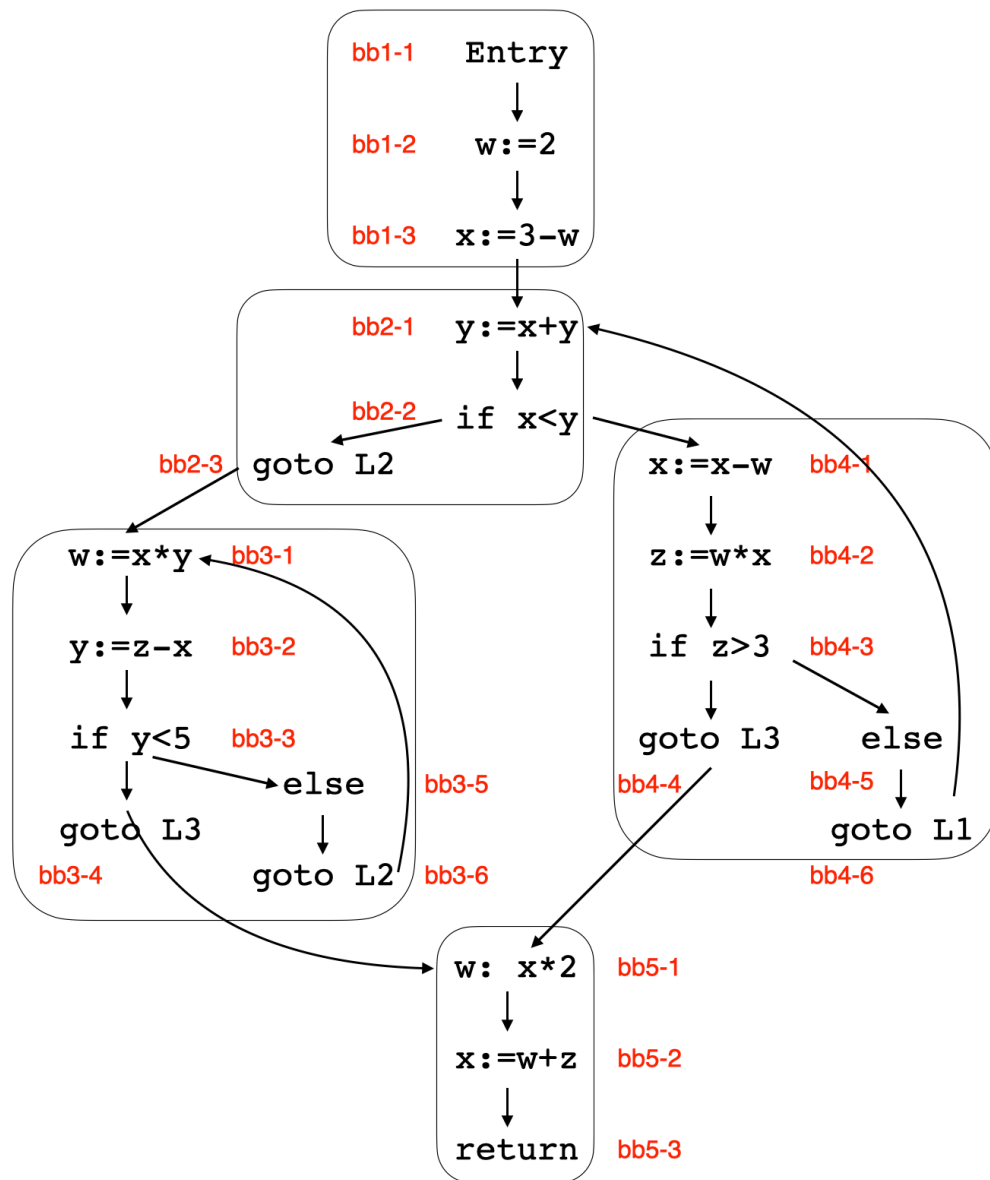 bb1-1 Entry
bb1-2 w:=2
bb1-3 x:=3-w
bb2-1 y:=x+y
bb2-2 if x<y
bb2-3 goto L2
x:=x-w bb4-1
w:=x*y bb3-1
z:=w*x bb4-2
y:=z-x bb3-2
if z>3 bb4-3
if y<5 bb3-3
goto L3 else
else bb3-5
bb4-4 bb4-5
goto L3
goto L1
bb3-4 goto L2 bb3-6
bb4-6
w: x*2 bb5-1
x:=w+z bb5-2
return bb5-3